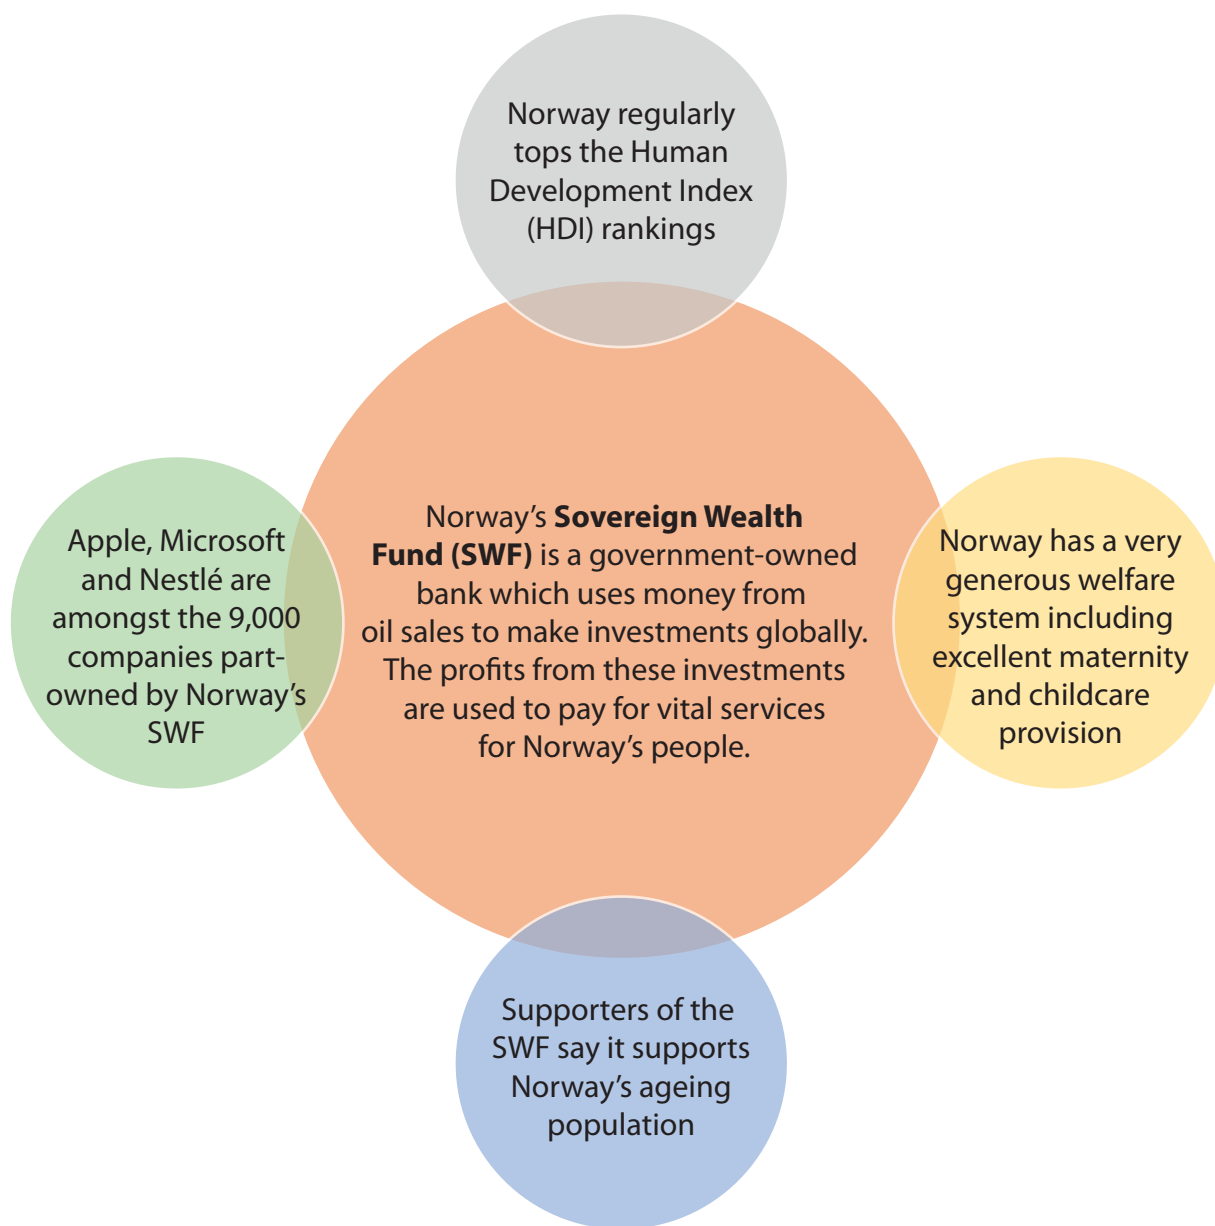 Norway regularly
tops the Human
Development Index
(HDI) rankings
Apple, Microsoft
and Nestlé are
amongst the 9,000
companies part-
owned by Norway’s
SWF
Norway’s Sovereign Wealth
Fund (SWF) is a government-owned
bank which uses money from
oil sales to make investments globally.
The profits from these investments
are used to pay for vital services
for Norway’s people.
Norway has a very
generous welfare
system including
excellent maternity
and childcare
provision
Supporters of the
SWF say it supports
Norway’s ageing
population